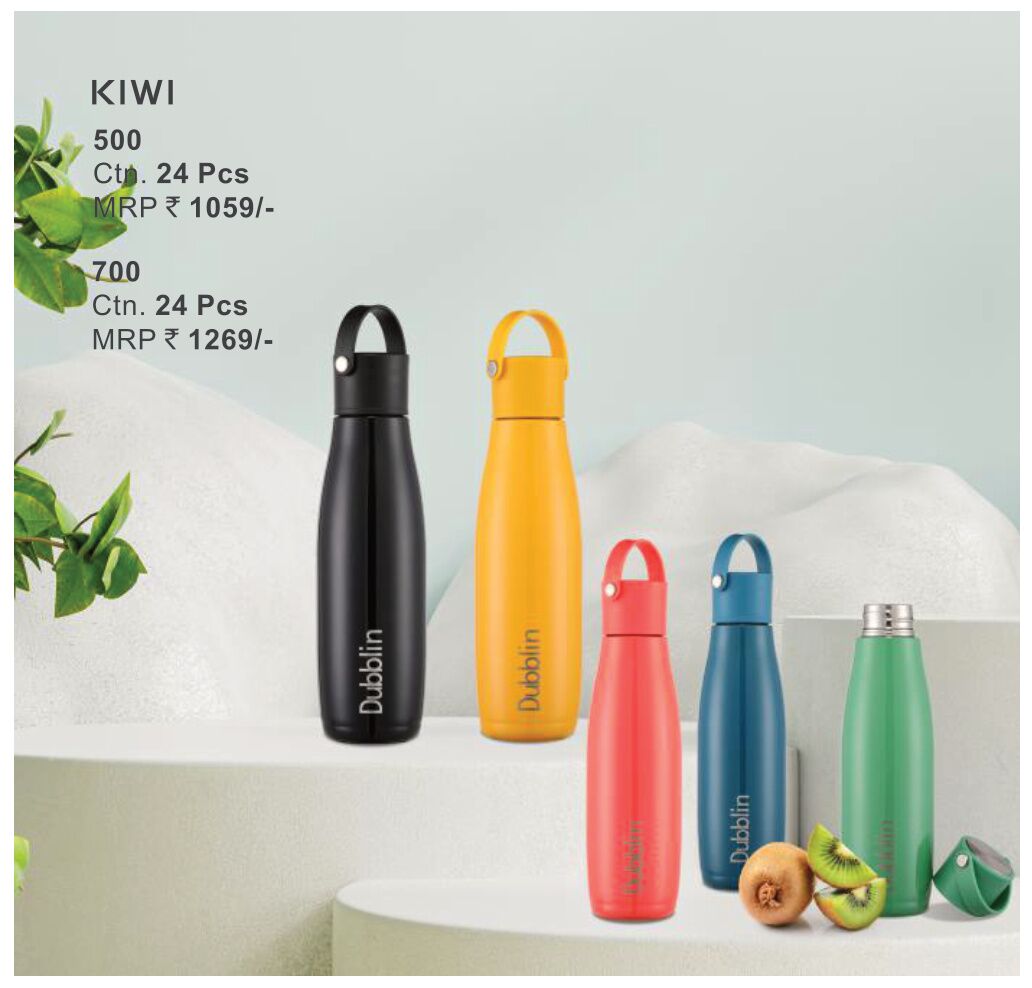 KIWI
500
Ctn. 24 Pcs
MRP ₹ 1059/-
700
Ctn. 24 Pcs
MRP ₹ 1269/-
Dubblin
Dubblin
Dubblin
Dubblin
Dubblin